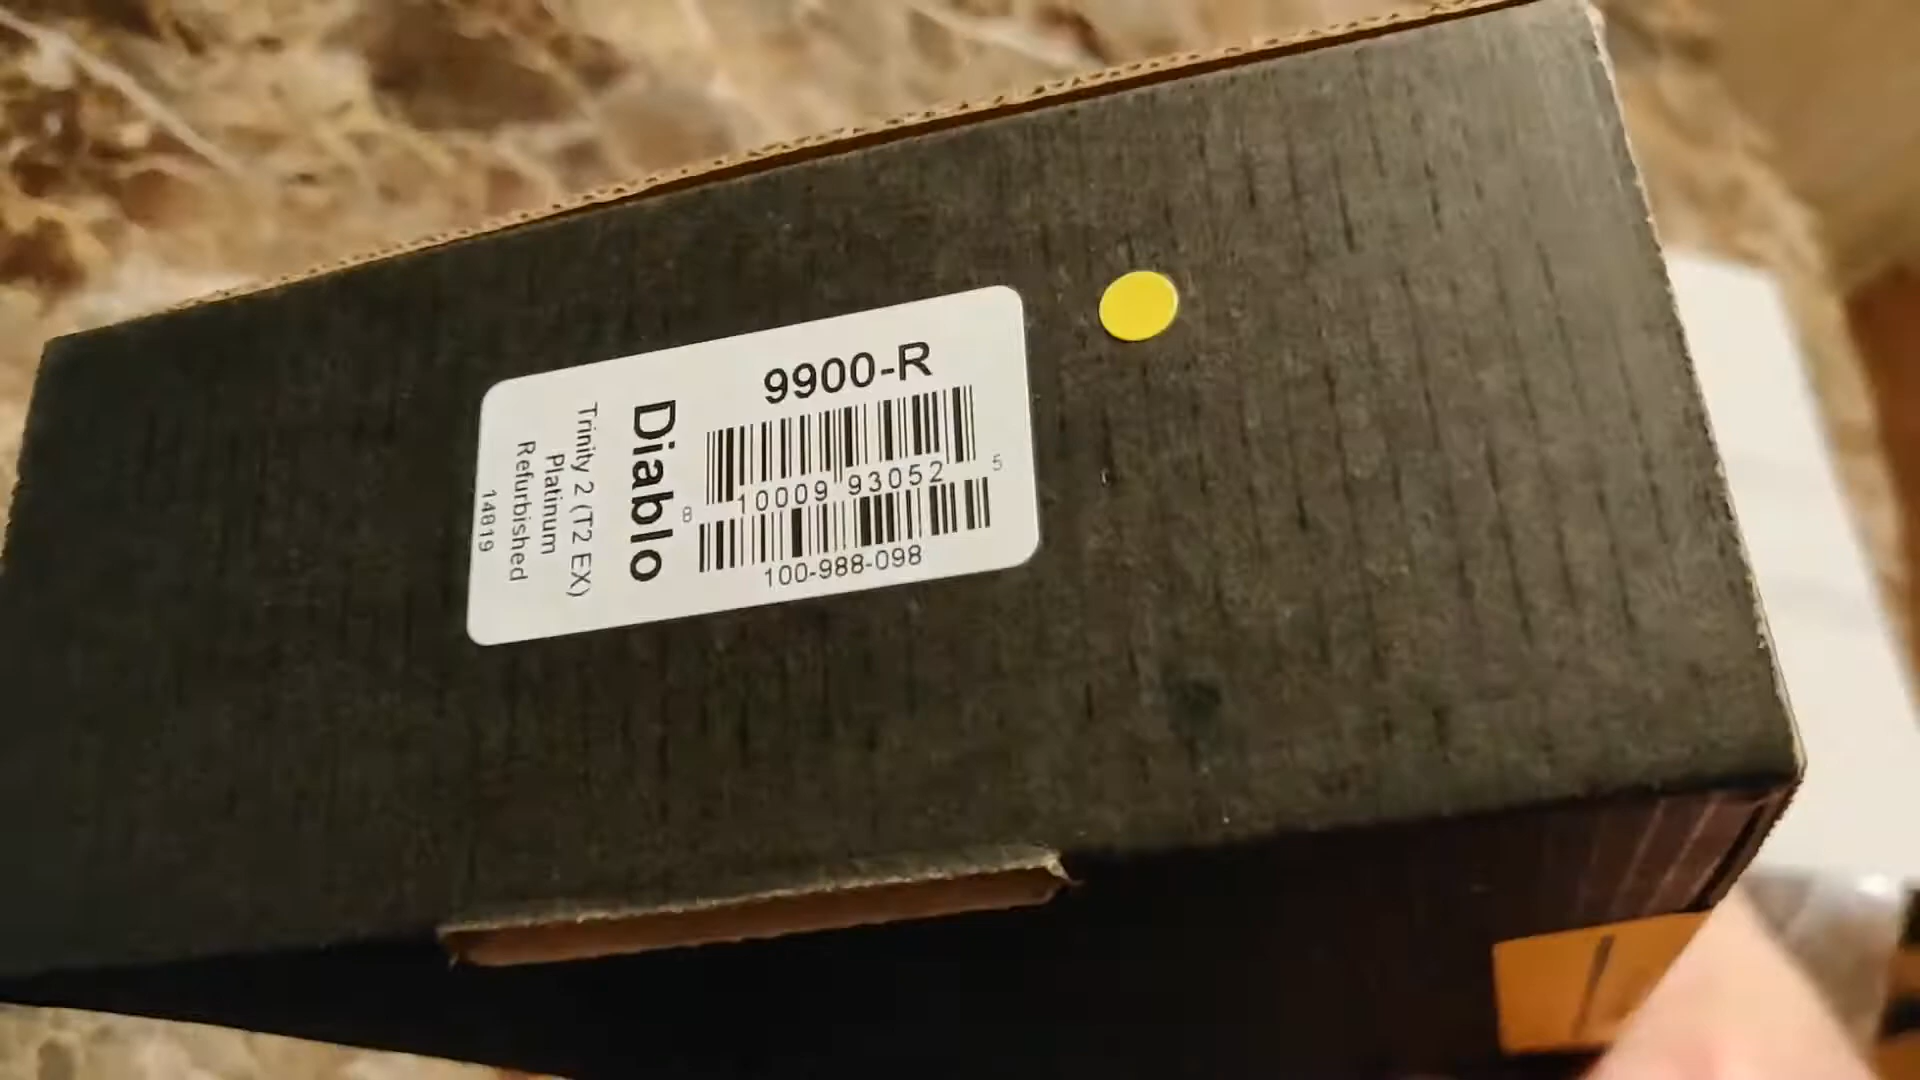 9900-R
8 10009 93052 5
100-988-098
Diablo
Trinity 2 (T2 EX)
Platinum
Refurbished
14819